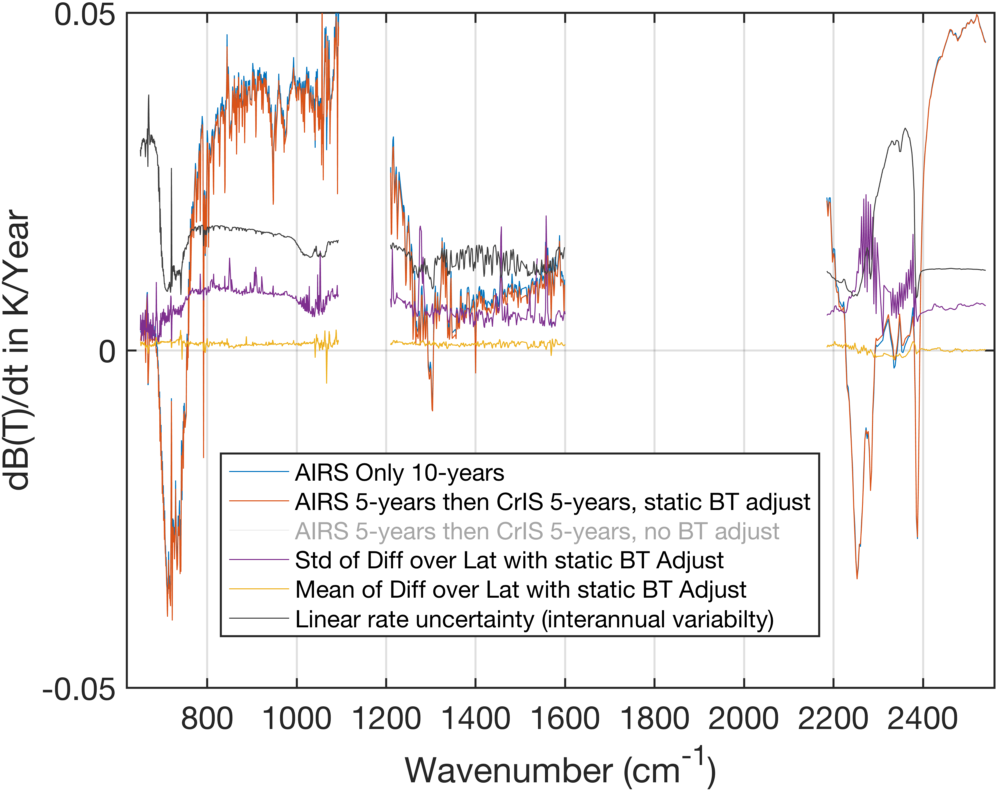 0.05
0
-0.05
dB(T)/dt in K/Year
AIRS Only 10-years
AIRS 5-years then CrIS 5-years, static BT adjust
AIRS 5-years then CrIS 5-years, no BT adjust
Std of Diff over Lat with static BT Adjust
Mean of Diff over Lat with static BT Adjust
Linear rate uncertainty (interannual variabilty)
800 1000 1200 1400 1600 1800 2000 2200 2400
Wavenumber (cm⁻¹)